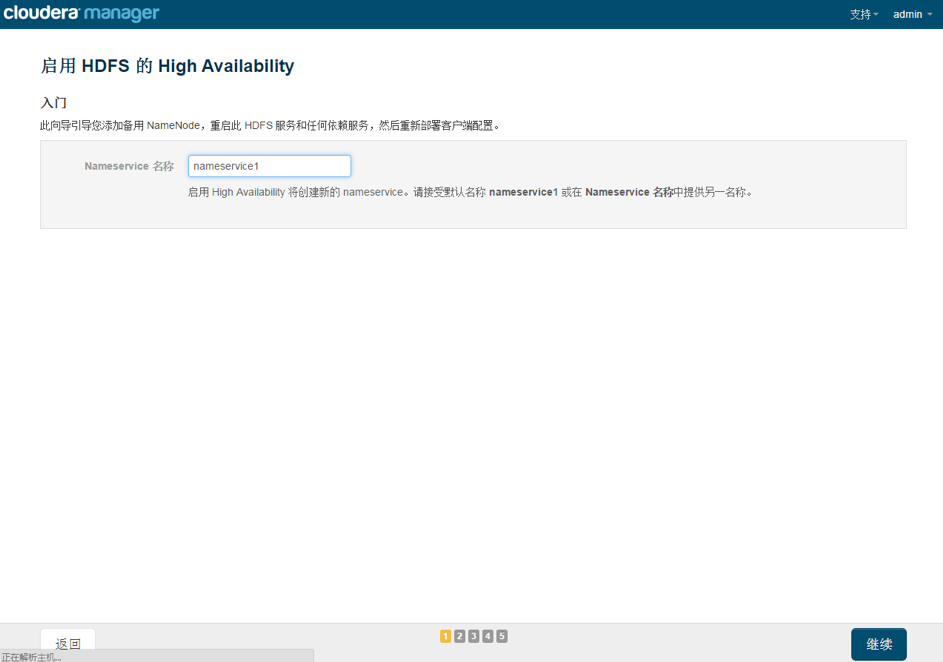 cloudera manager
支持 admin
启用 HDFS 的 High Availability
入门
此向导引导您添加备用 NameNode，重启此 HDFS 服务和任何依赖服务，然后重新部署客户端配置。
Nameservice 名称 nameservice1
启用 High Availability 将创建新的 nameservice。请接受默认名称 nameservice1 或在 Nameservice 名称中提供另一名称。
返回 1 2 3 4 5 继续
正在解析主机...